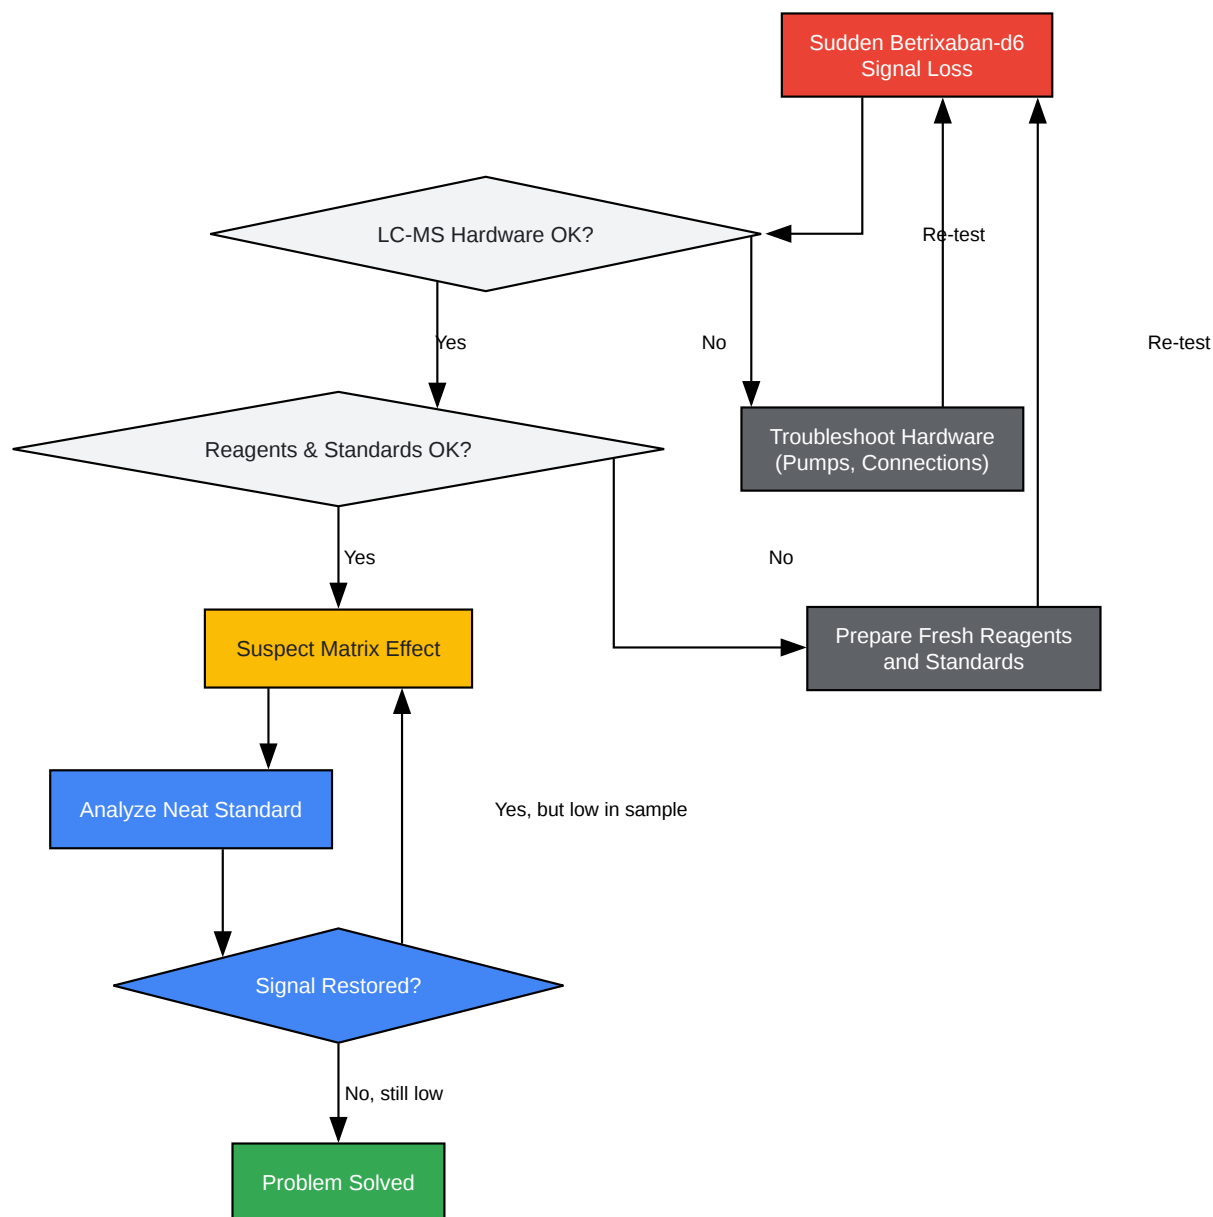 Sudden Betrixaban-d6
Signal Loss
LC-MS Hardware OK?
Re-test
Yes
No
Re-test
Troubleshoot Hardware
(Pumps, Connections)
Reagents & Standards OK?
Yes
No
Suspect Matrix Effect
Prepare Fresh Reagents
and Standards
Analyze Neat Standard
Yes, but low in sample
Signal Restored?
No, still low
Problem Solved